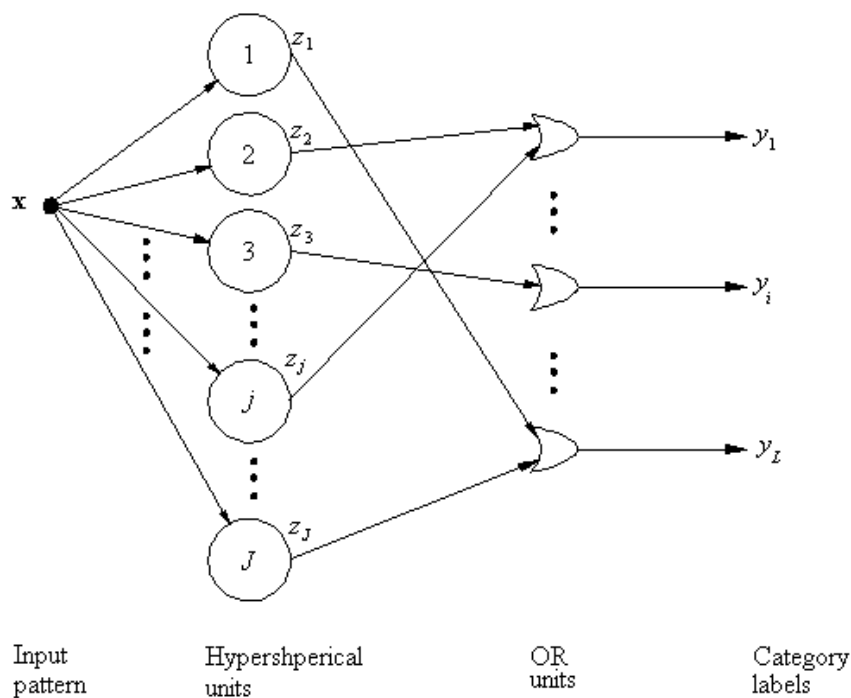 1
z1
2
z2
y1
x
3
z3
yi
j
zj
yL
J
zJ
Input pattern
Hypershperical units
OR units
Category labels